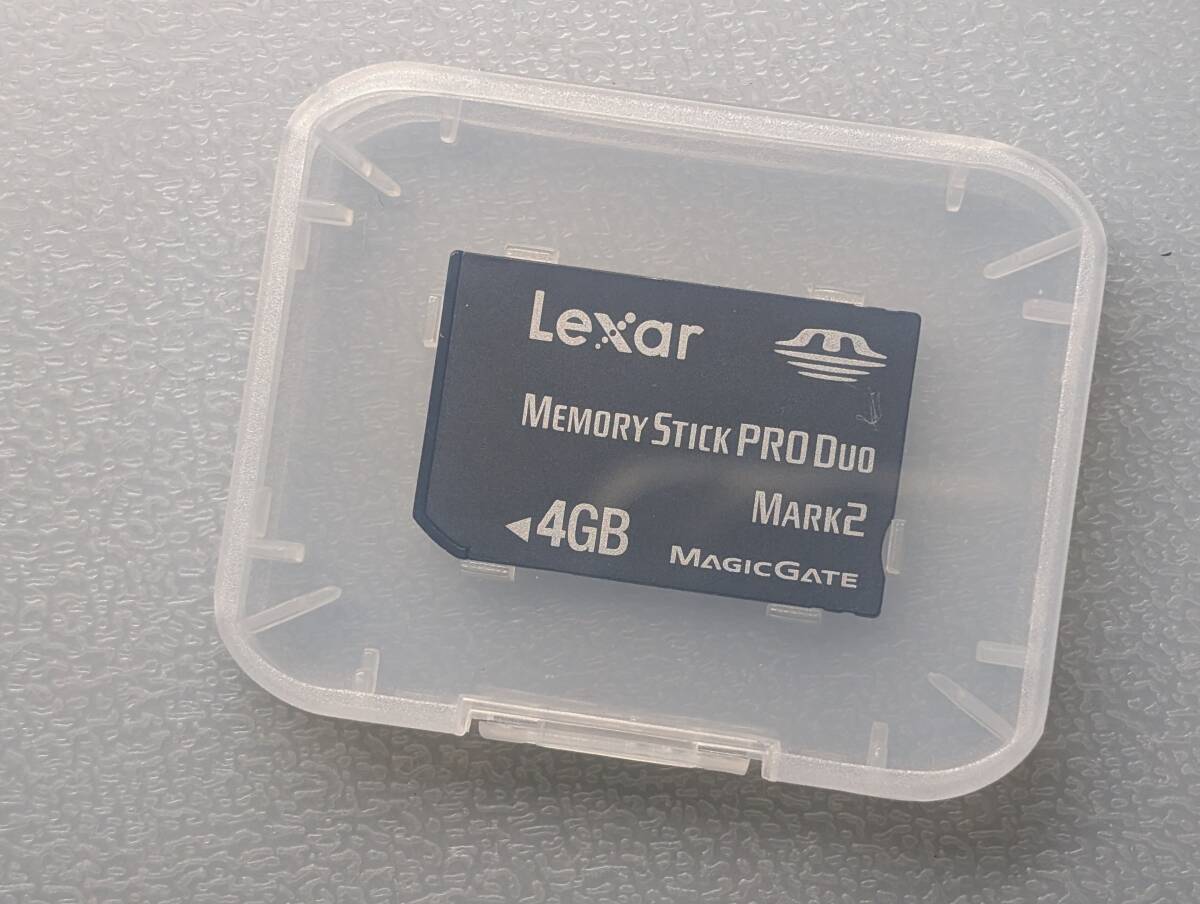 Lexar
MEMORY STICK PRO DUO
MARK2
◄4GB
MAGICGATE